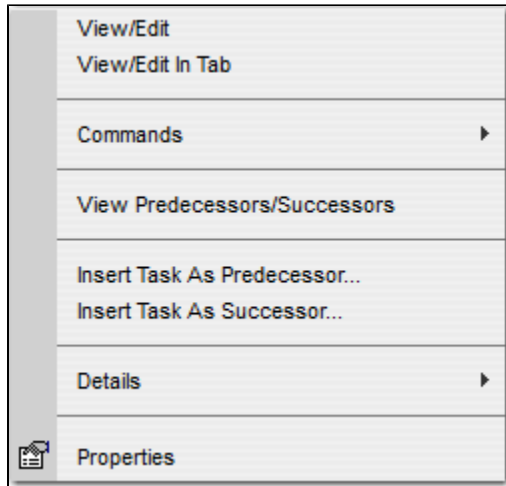 View/Edit
View/Edit In Tab
Commands
View Predecessors/Successors
Insert Task As Predecessor...
Insert Task As Successor...
Details
Properties